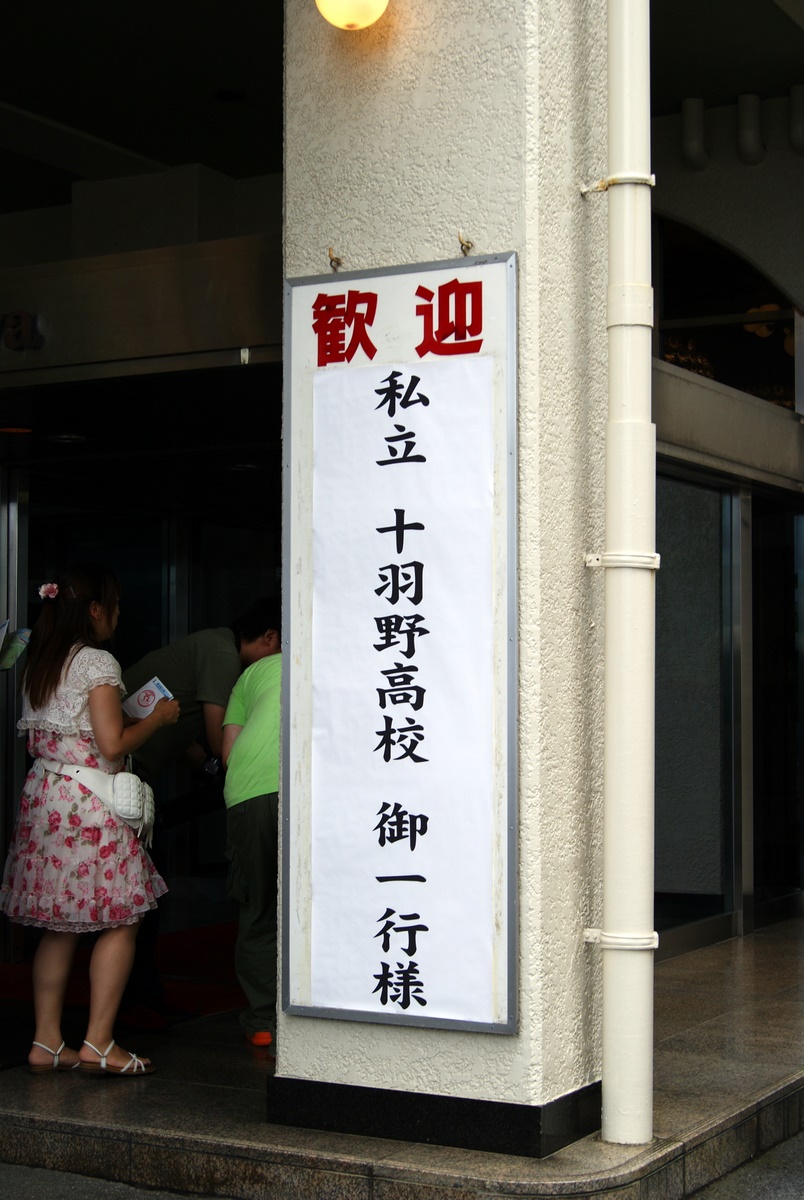 歓迎
私立 十羽野高校 御一行様